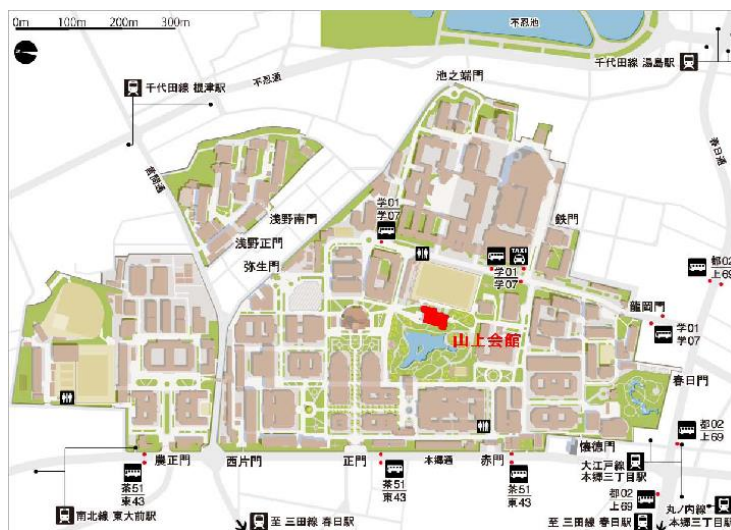 0m 100m 200m 300m
不忍池
千代田線 湯島駅
千代田線 根津駅
不忍通
池之端門
春日通
言問通
学01
学07
鉄門
浅野南門
浅野正門
弥生門
TAXI
学01
学07
都02
上69
龍岡門
学01
学07
山上会館
春日門
都02
上69
農正門
西片門
正門
本郷通
赤門
懐徳門
大江戸線
本郷三丁目駅
茶51
東43
茶51
東43
茶51
東43
都02
上69
丸ノ内線
本郷三丁目駅
南北線 東大前駅
至 三田線 春日駅
至 三田線 春日駅